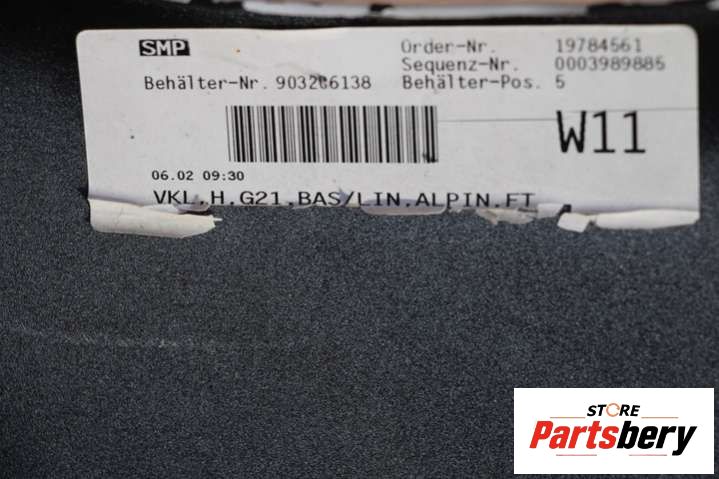 SMP
Order-Nr. 19784561
Sequenz-Nr. 0003989885
Behälter-Nr. 903206138 Behälter-Pos. 5
W11
06.02 09:30
VKL.H.G21.BAS/LIN.ALPIN.FT
STORE
Partsbery